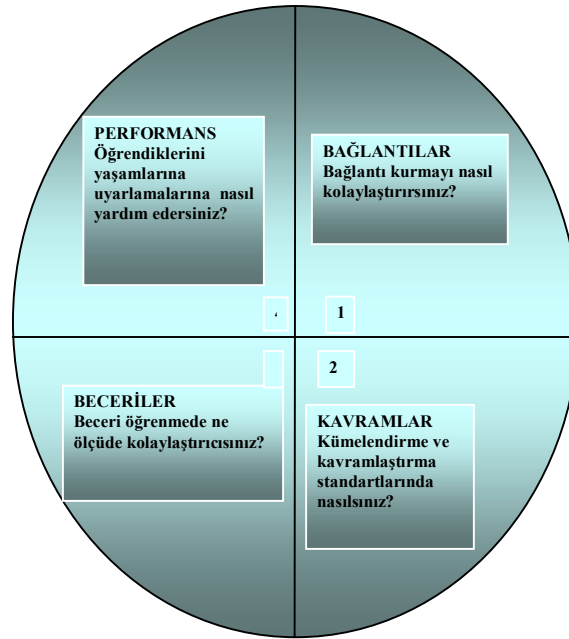 PERFORMANS
Öğrendiklerini
yaşamlarına
uyarlamalarına nasıl
yardım edersiniz?
BAĞLANTILAR
Bağlantı kurmayı nasıl
kolaylaştırırsınız?
1
2
BECERİLER
Beceri öğrenmede ne
ölçüde kolaylaştırıcısınız?
KAVRAMLAR
Kümelendirme ve
kavramlaştırma
standartlarında
nasılsınız?